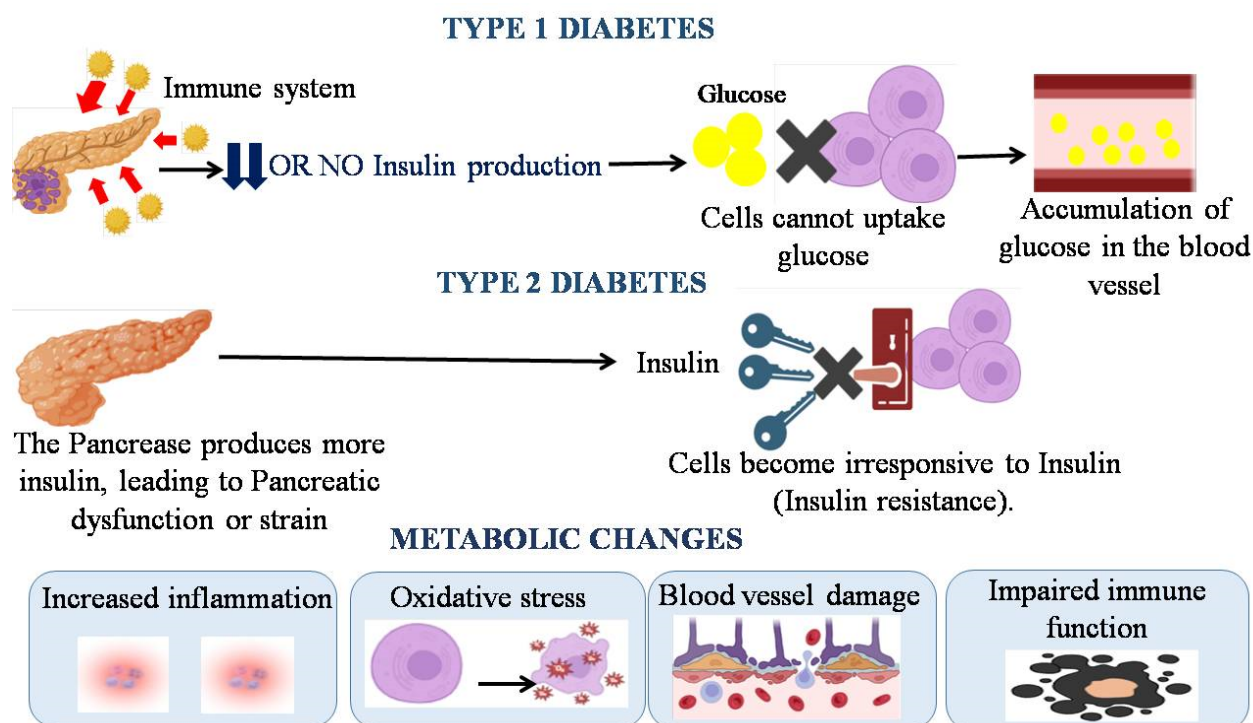 TYPE 1 DIABETES
Immune system
OR NO Insulin production
Glucose
Cells cannot uptake
glucose
Accumulation of
glucose in the blood
vessel
TYPE 2 DIABETES
Insulin
The Pancrease produces more
insulin, leading to Pancreatic
dysfunction or strain
Cells become irresponsive to Insulin
(Insulin resistance).
METABOLIC CHANGES
Increased inflammation
Oxidative stress
Blood vessel damage
Impaired immune
function